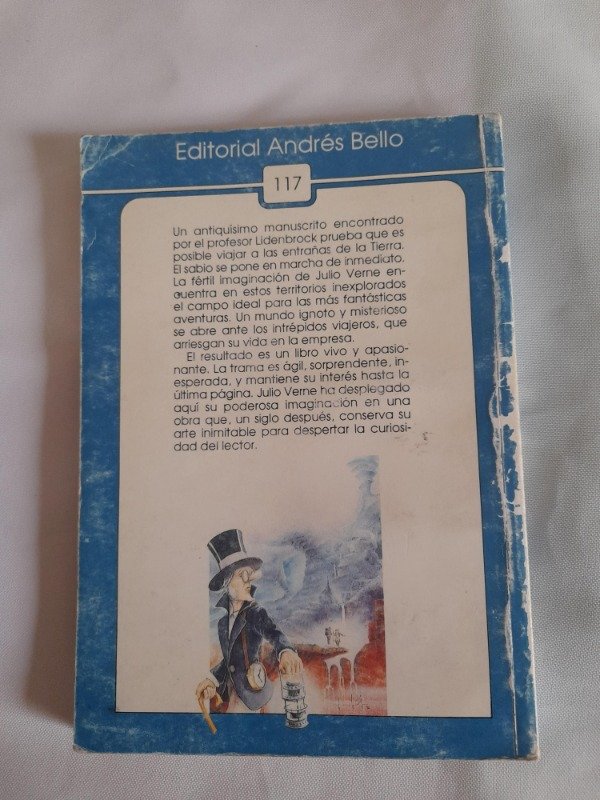 Editorial Andrés Bello
117
Un antiquísimo manuscrito encontrado
por el profesor Lidenbrock prueba que es
posible viajar a las entrañas de la Tierra.
El sabio se pone en marcha de inmediato.
La fértil imaginación de Julio Verne en-
cuentra en estos territorios inexplorados
el campo ideal para las más fantásticas
aventuras. Un mundo ignoto y misterioso
se abre ante los intrépidos viajeros, que
arriesgan su vida en la empresa.
El resultado es un libro vivo y apasio-
nante. La trama es ágil, sorprendente, in-
esperada, y mantiene su interés hasta la
última página. Julio Verne ha desplegado
aquí su poderosa imaginación en una
obra que, un siglo después, conserva su
arte inimitable para despertar la curiosi-
dad del lector.